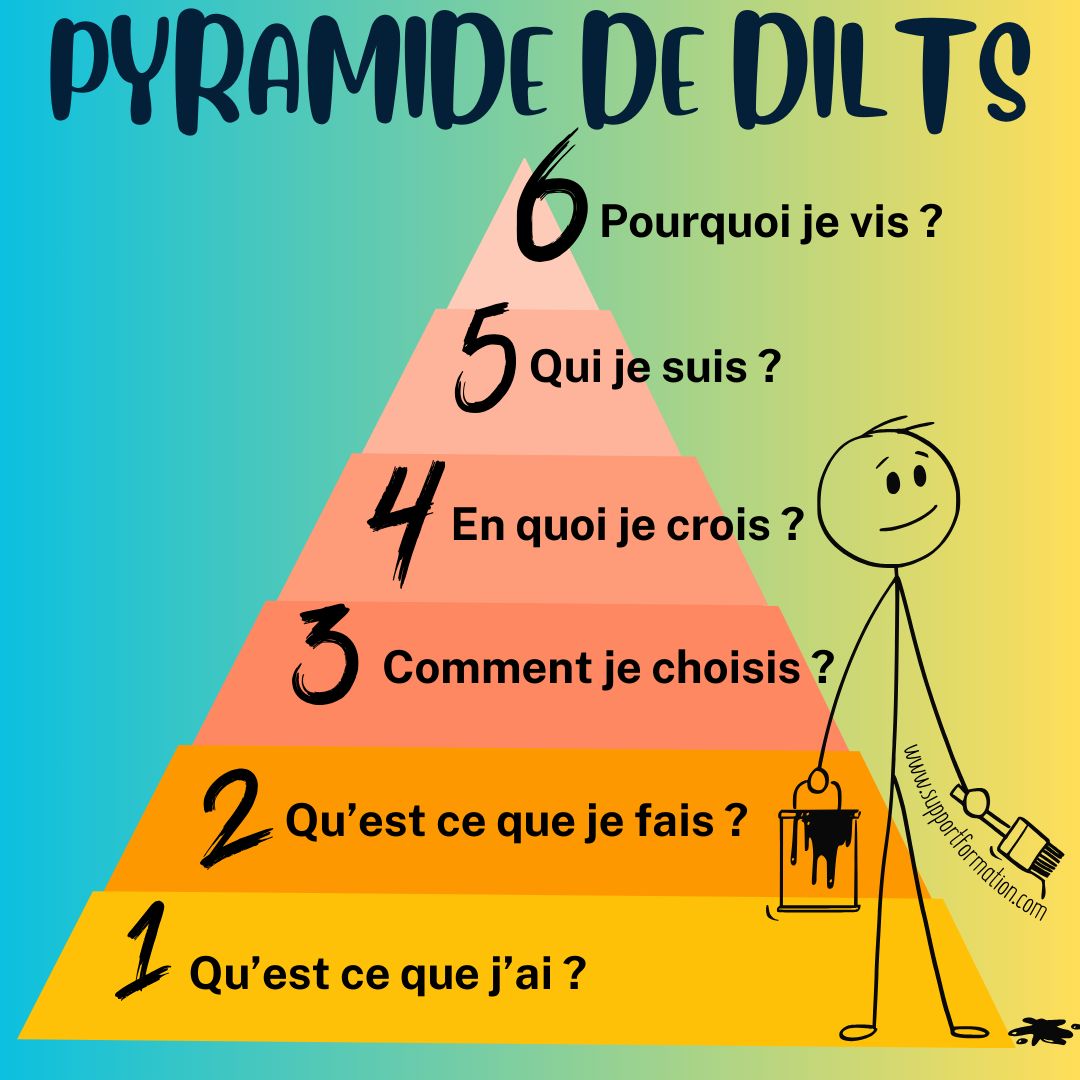 PYRAMIDE DE DILTS
6 Pourquoi je vis ?
5 Qui je suis ?
4 En quoi je crois ?
3 Comment je choisis ?
2 Qu’est ce que je fais ?
1 Qu’est ce que j’ai ?
www.supportformation.com